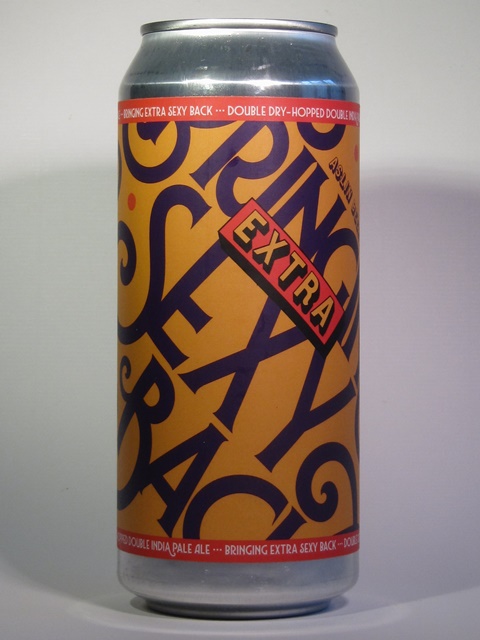 BRINGING EXTRA SEXY BACK ··· DOUBLE DRY-HOPPED DOUBLE INDIA
ASLIN
BRINGING
EXTRA
SEXY
BACK
DOUBLE INDIA PALE ALE ··· BRINGING EXTRA SEXY BACK ···